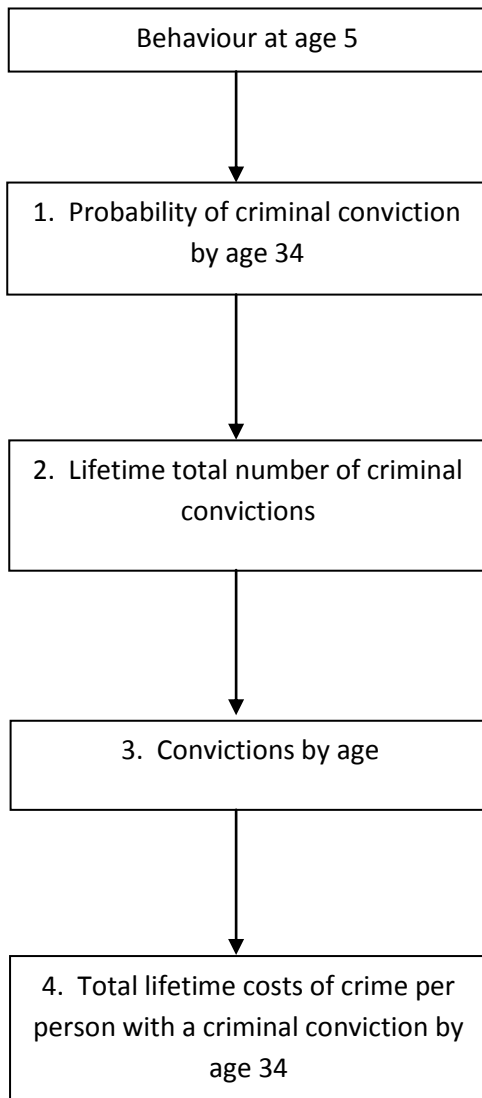 Behaviour at age 5
1.  Probability of criminal conviction
by age 34
2.  Lifetime total number of criminal
convictions
3.  Convictions by age
4.  Total lifetime costs of crime per
person with a criminal conviction by
age 34